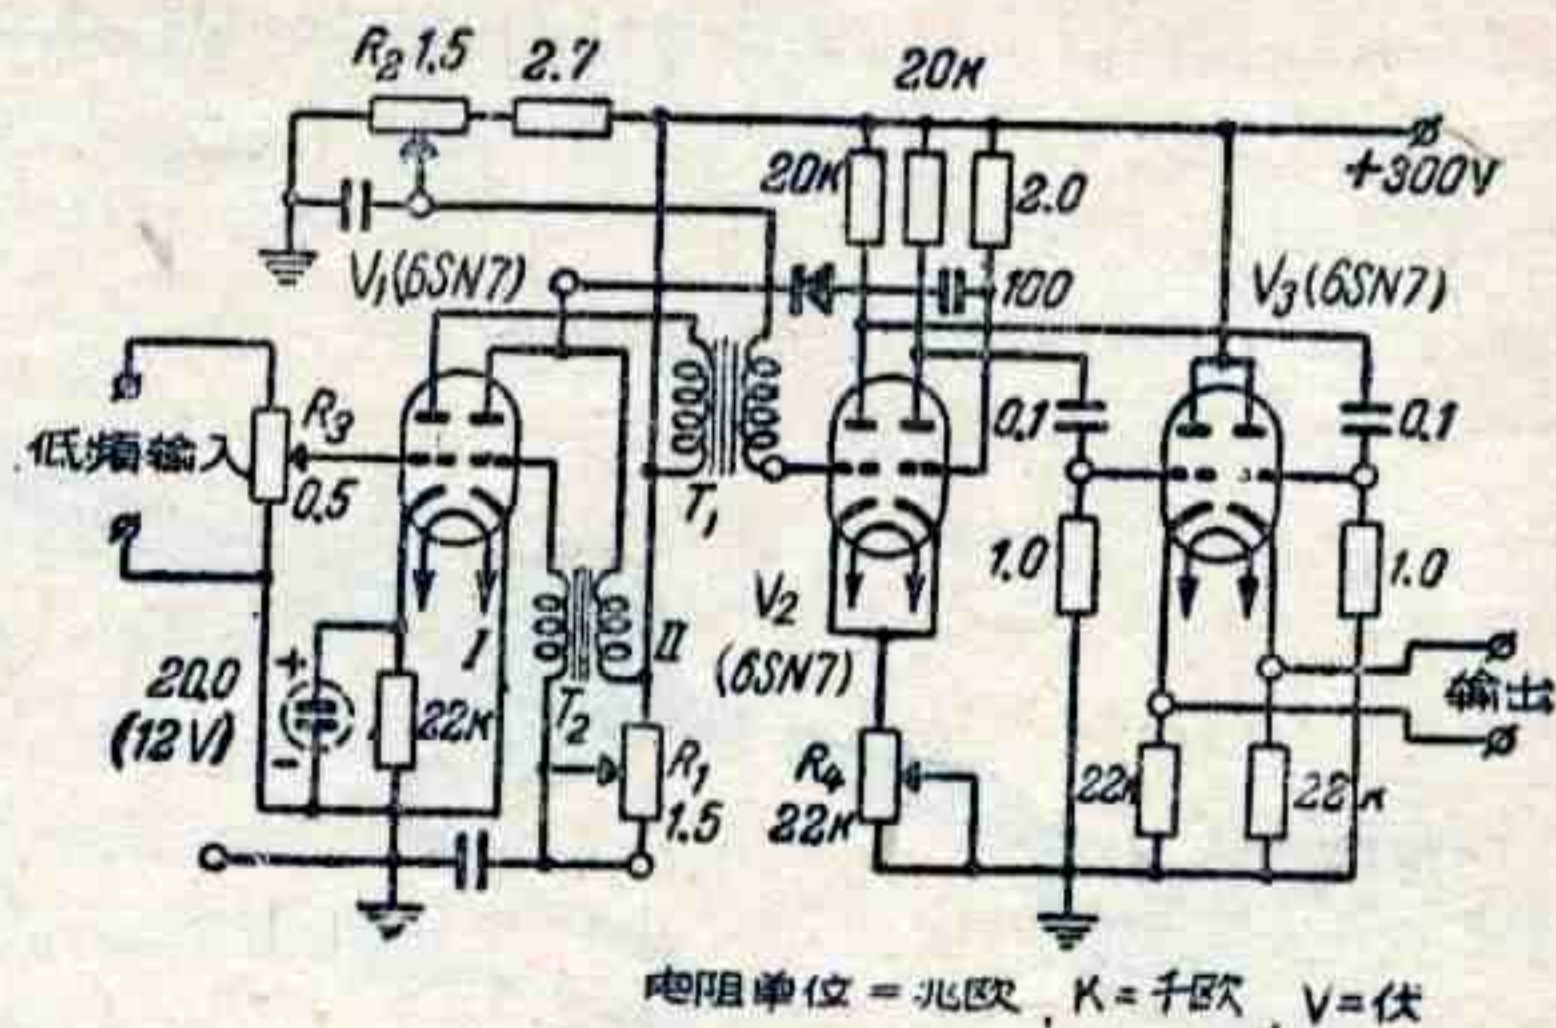 R2 1.5 2.7
20K
20K
2.0
+300V
V1(6SN7)
100
V3(6SN7)
低频输入
R3
0.5
T1
0.1
0.1
1.0
1.0
V2
(6SN7)
I
II
20.0
(12V)
+
-
22K
T2
R1
1.5
R4
22K
22K
22K
输出
电阻单位=兆欧, K=千欧, V=伏